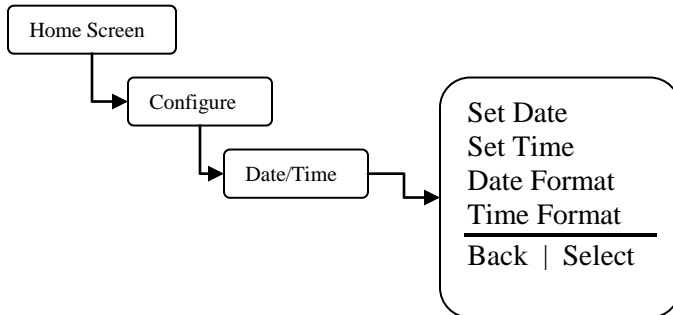 Home Screen
Configure
Date/Time
Set Date
Set Time
Date Format
Time Format
Back | Select